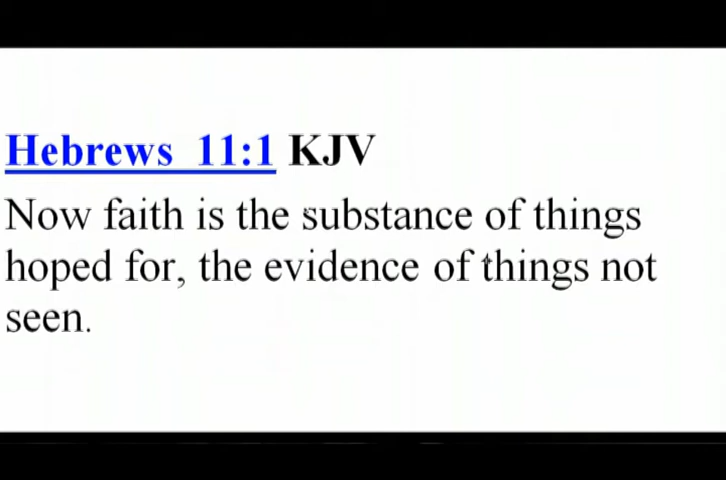 Hebrews 11:1 KJV
Now faith is the substance of things
hoped for, the evidence of things not
seen.